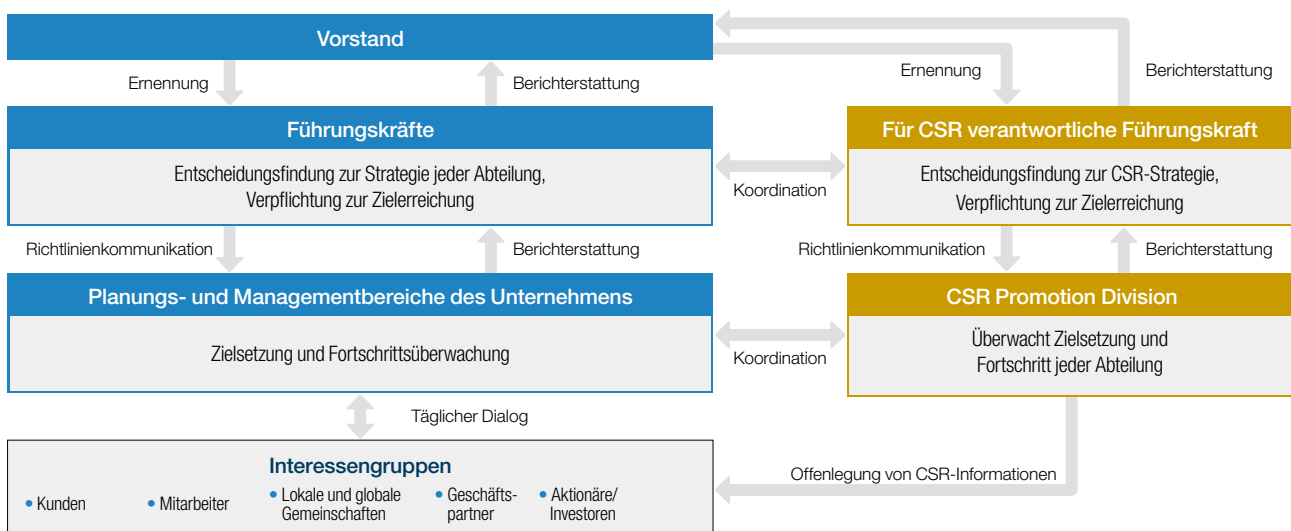 Vorstand
Ernennung
Berichterstattung
Ernennung
Berichterstattung
Führungskräfte
Entscheidungsfindung zur Strategie jeder Abteilung,
Verpflichtung zur Zielerreichung
Koordination
Für CSR verantwortliche Führungskraft
Entscheidungsfindung zur CSR-Strategie,
Verpflichtung zur Zielerreichung
Richtlinienkommunikation
Berichterstattung
Richtlinienkommunikation
Berichterstattung
Planungs- und Managementbereiche des Unternehmens
Zielsetzung und Fortschrittsüberwachung
Koordination
CSR Promotion Division
Überwacht Zielsetzung und
Fortschritt jeder Abteilung
Täglicher Dialog
Interessengruppen
• Kunden
• Mitarbeiter
• Lokale und globale
Gemeinschaften
• Geschäfts-
partner
• Aktionäre/
Investoren
Offenlegung von CSR-Informationen